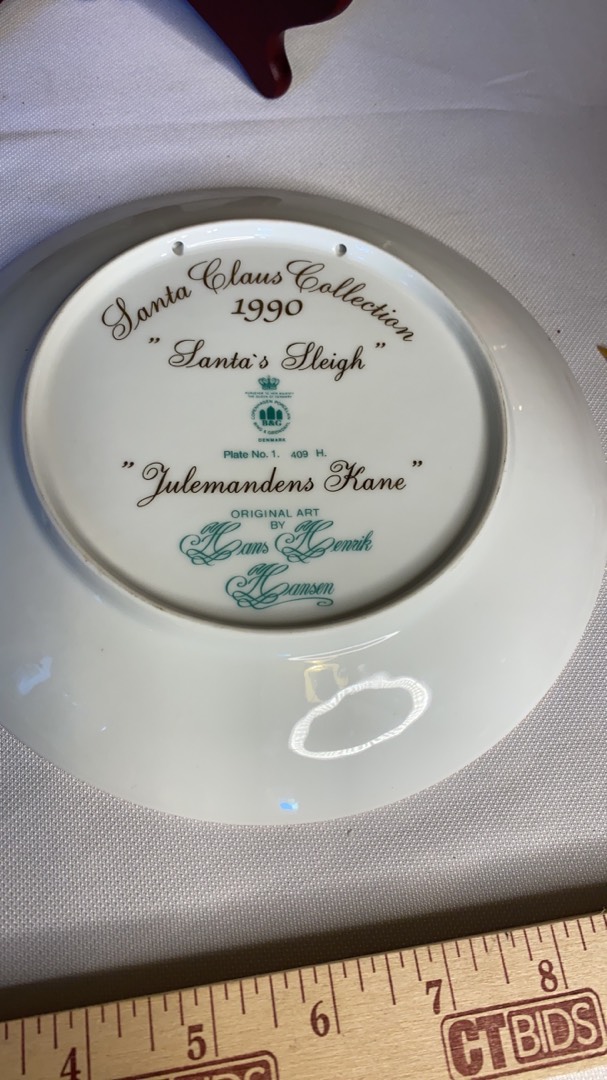 Santa Claus Collection
1990
"Santa`s Sleigh"
B&G
DENMARK
Plate No. 1. 409 H.
"Julemandens Kane"
ORIGINAL ART
BY
Hans Henrik
Hansen
4 5 6 7 8
CTBIDS